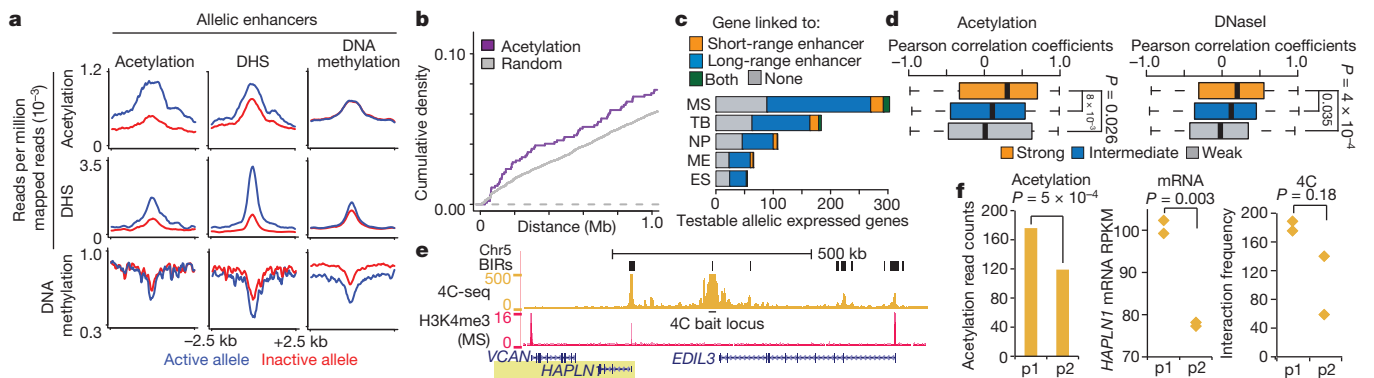 a
Allelic enhancers
Acetylation
DHS
DNA
methylation
Reads per million
mapped reads (10⁻³)
Acetylation
1.2
0
DHS
3.5
0
DNA
methylation
1.0
0.3
−2.5 kb
+2.5 kb
Active allele
Inactive allele
b
Acetylation
Random
Cumulative density
0.10
0.00
0
1.0
Distance (Mb)
c
Gene linked to:
Short-range enhancer
Long-range enhancer
Both
None
MS
TB
NP
ME
ES
0
100
200
300
Testable allelic expressed genes
d
Acetylation
Pearson correlation coefficients
−1.0
0
1.0
8 × 10⁻³
P = 0.026
DNaseI
Pearson correlation coefficients
−1.0
0
1.0
0.035
P = 4 × 10⁻⁴
Strong
Intermediate
Weak
e
Chr5
BIRs
500 kb
4C-seq
500
0
H3K4me3
(MS)
16
0
4C bait locus
VCAN
HAPLN1
EDIL3
f
Acetylation
P = 5 × 10⁻⁴
Acetylation read counts
200
160
120
80
40
0
p1
p2
mRNA
P = 0.003
HAPLN1 mRNA RPKM
100
90
80
70
p1
p2
4C
P = 0.18
Interaction frequency
200
160
120
80
40
0
p1
p2